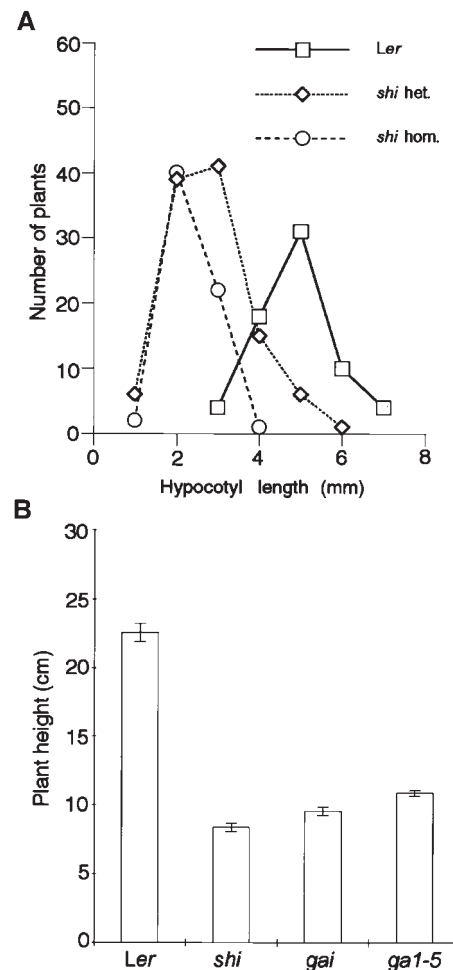 A
60
50
40
30
20
10
0
Number of plants
Ler
shi het.
shi hom.
0 2 4 6 8
Hypocotyl length (mm)
B
30
25
20
15
10
5
0
Plant height (cm)
Ler shi gai ga1-5